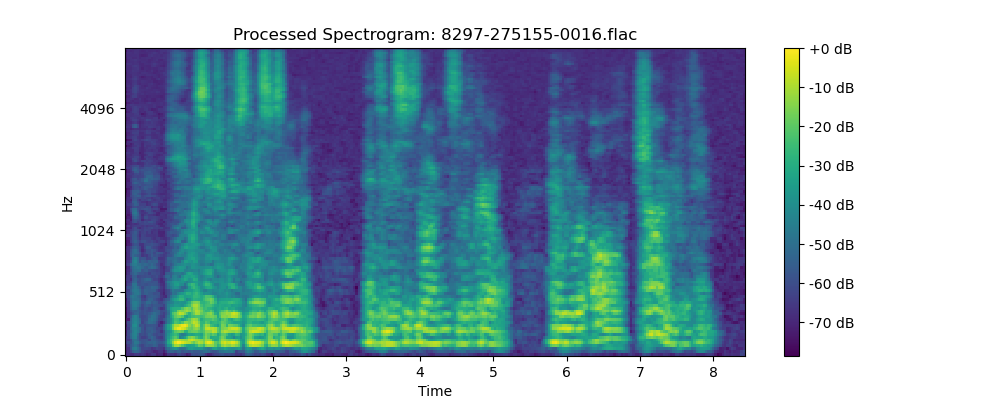 Processed Spectrogram: 8297-275155-0016.flac
+0 dB
4096
-10 dB
-20 dB
2048
-30 dB
Hz
-40 dB
1024
-50 dB
512
-60 dB
-70 dB
0
0 1 2 3 4 5 6 7 8
Time